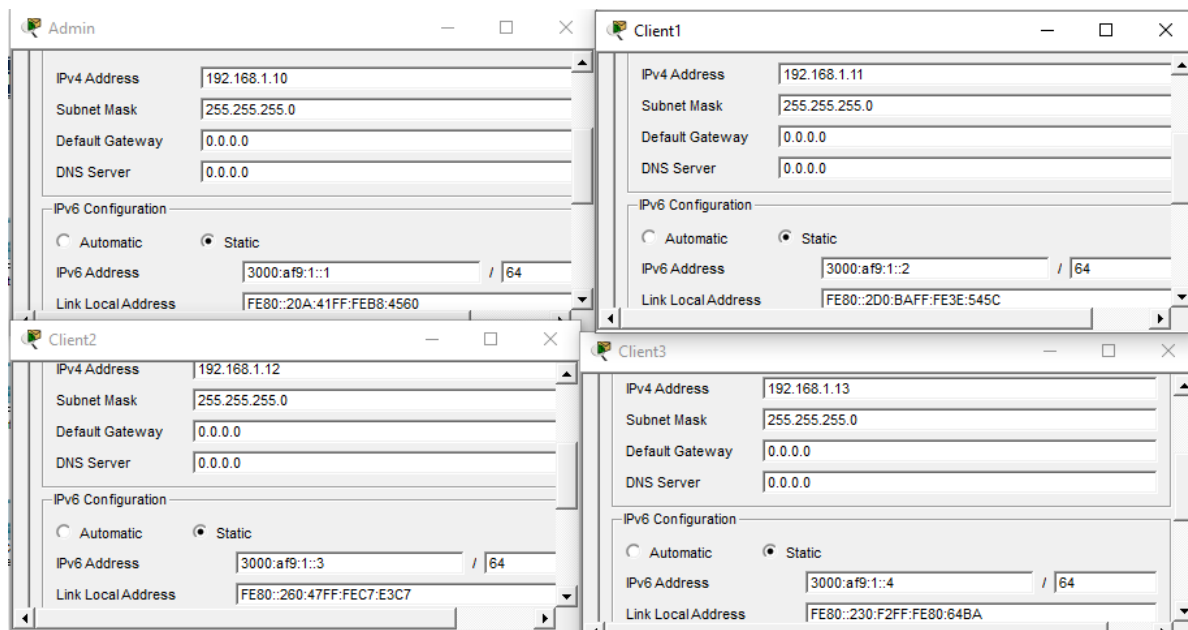 Admin
IPv4 Address 192.168.1.10
Subnet Mask 255.255.255.0
Default Gateway 0.0.0.0
DNS Server 0.0.0.0
IPv6 Configuration
Automatic Static
IPv6 Address 3000:af9:1::1 / 64
Link Local Address FE80::20A:41FF:FEB8:4560
Client1
IPv4 Address 192.168.1.11
Subnet Mask 255.255.255.0
Default Gateway 0.0.0.0
DNS Server 0.0.0.0
IPv6 Configuration
Automatic Static
IPv6 Address 3000:af9:1::2 / 64
Link Local Address FE80::2D0:BAFF:FE3E:545C
Client2
IPv4 Address 192.168.1.12
Subnet Mask 255.255.255.0
Default Gateway 0.0.0.0
DNS Server 0.0.0.0
IPv6 Configuration
Automatic Static
IPv6 Address 3000:af9:1::3 / 64
Link Local Address FE80::260:47FF:FEC7:E3C7
Client3
IPv4 Address 192.168.1.13
Subnet Mask 255.255.255.0
Default Gateway 0.0.0.0
DNS Server 0.0.0.0
IPv6 Configuration
Automatic Static
IPv6 Address 3000:af9:1::4 / 64
Link Local Address FE80::230:F2FF:FE80:64BA